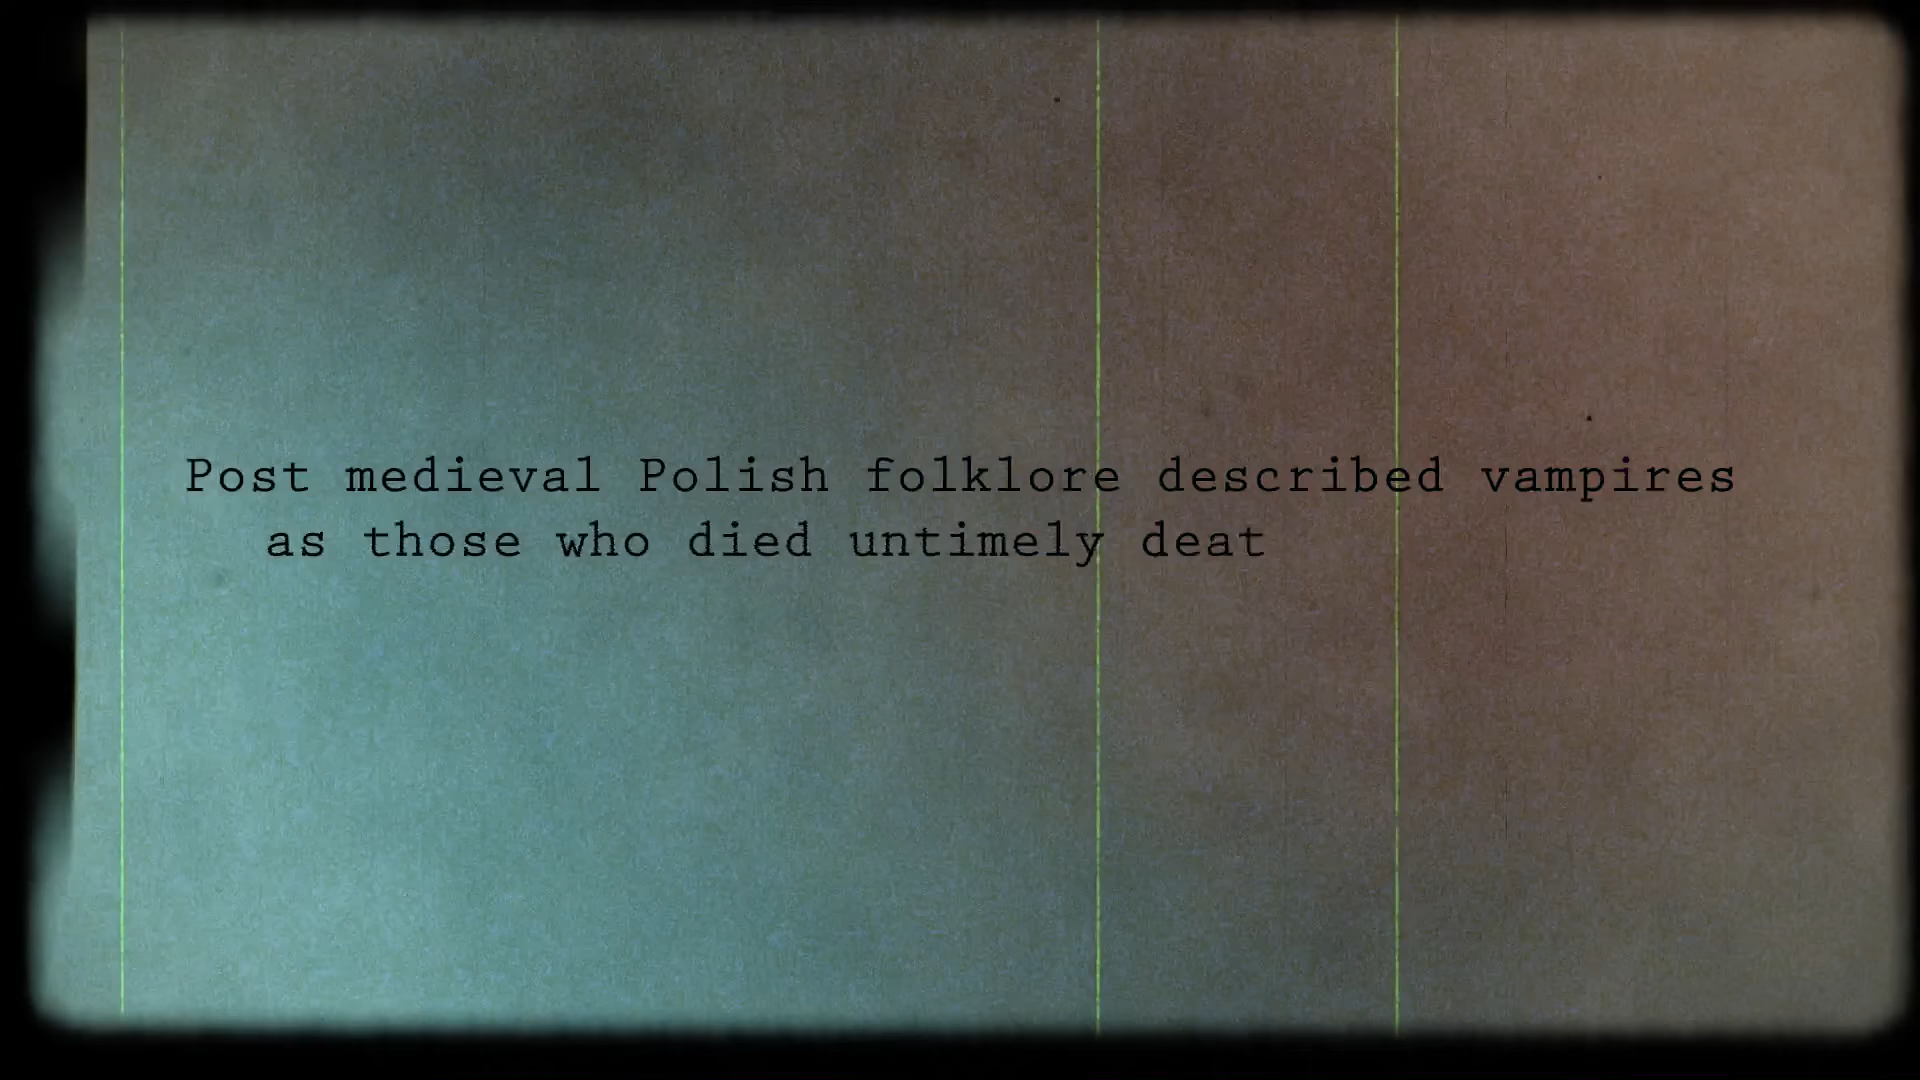 Post medieval Polish folklore described vampires
as those who died untimely deat